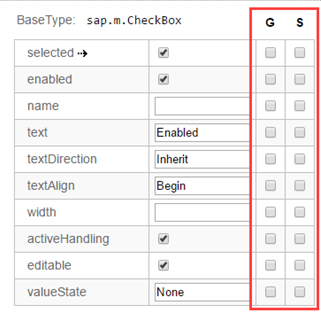 BaseType: sap.m.CheckBox G S
selected ⇢
enabled
name
text Enabled
textDirection Inherit
textAlign Begin
width
activeHandling
editable
valueState None